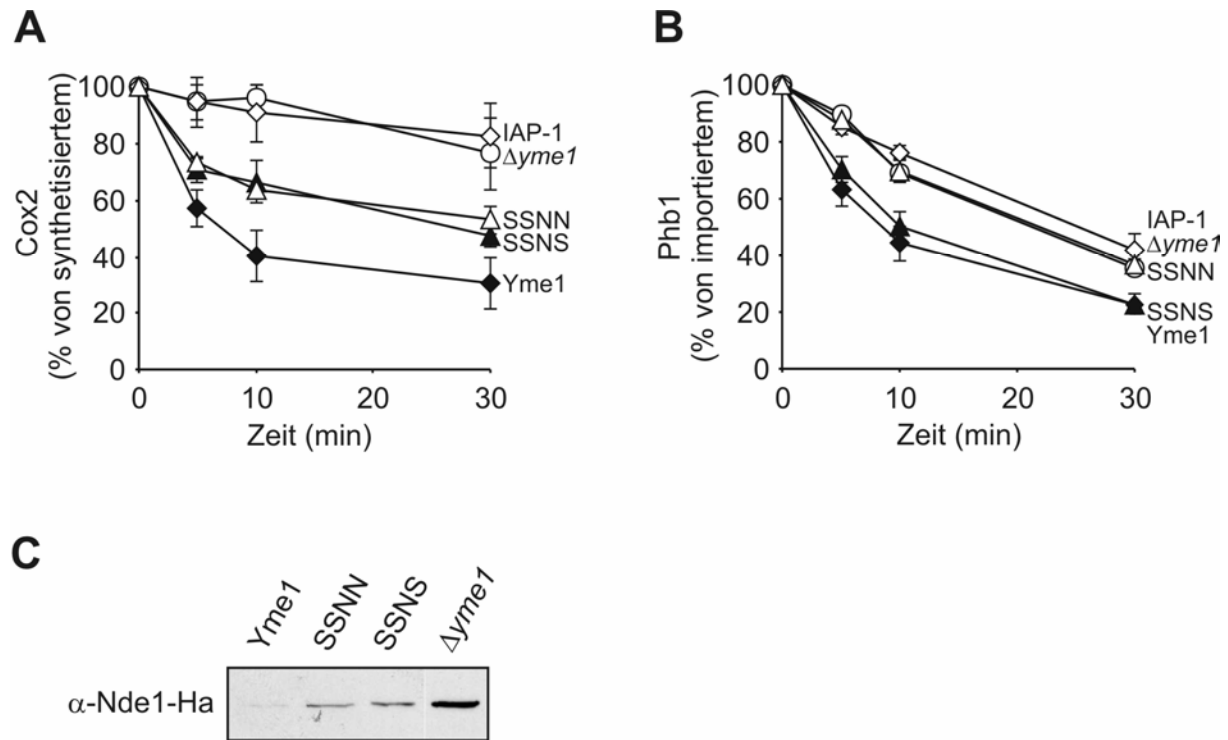 A
Cox2
(% von synthetisiertem)
100
80
60
40
20
0
0
10
20
30
Zeit (min)
IAP-1
Δyme1
SSNN
SSNS
Yme1
B
Phb1
(% von importiertem)
100
80
60
40
20
0
0
10
20
30
Zeit (min)
IAP-1
Δyme1
SSNN
SSNS
Yme1
C
Yme1
SSNN
SSNS
Δyme1
α-Nde1-Ha